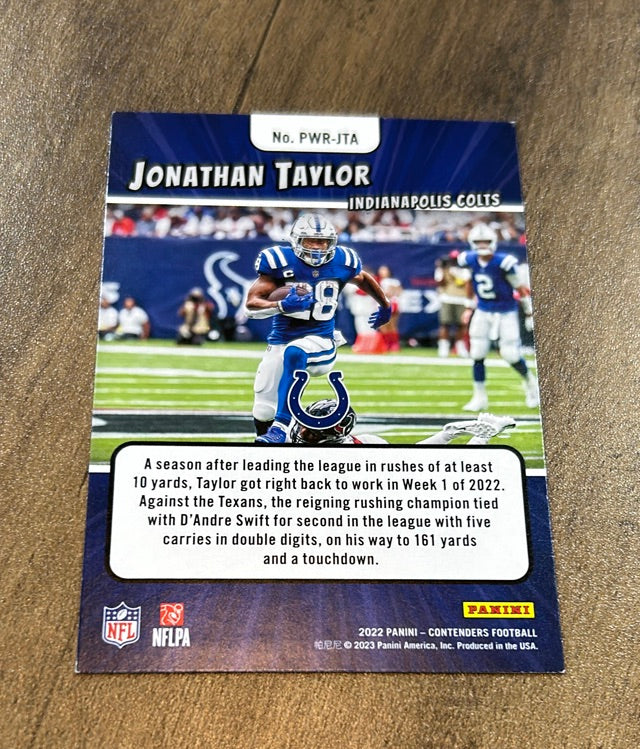 No. PWR-JTA
JONATHAN TAYLOR
INDIANAPOLIS COLTS
28
2
C
A season after leading the league in rushes of at least
10 yards, Taylor got right back to work in Week 1 of 2022.
Against the Texans, the reigning rushing champion tied
with D'Andre Swift for second in the league with five
carries in double digits, on his way to 161 yards
and a touchdown.
NFL
NFLPA
PANINI
2022 PANINI – CONTENDERS FOOTBALL
帕尼尼 © 2023 Panini America, Inc. Produced in the USA.